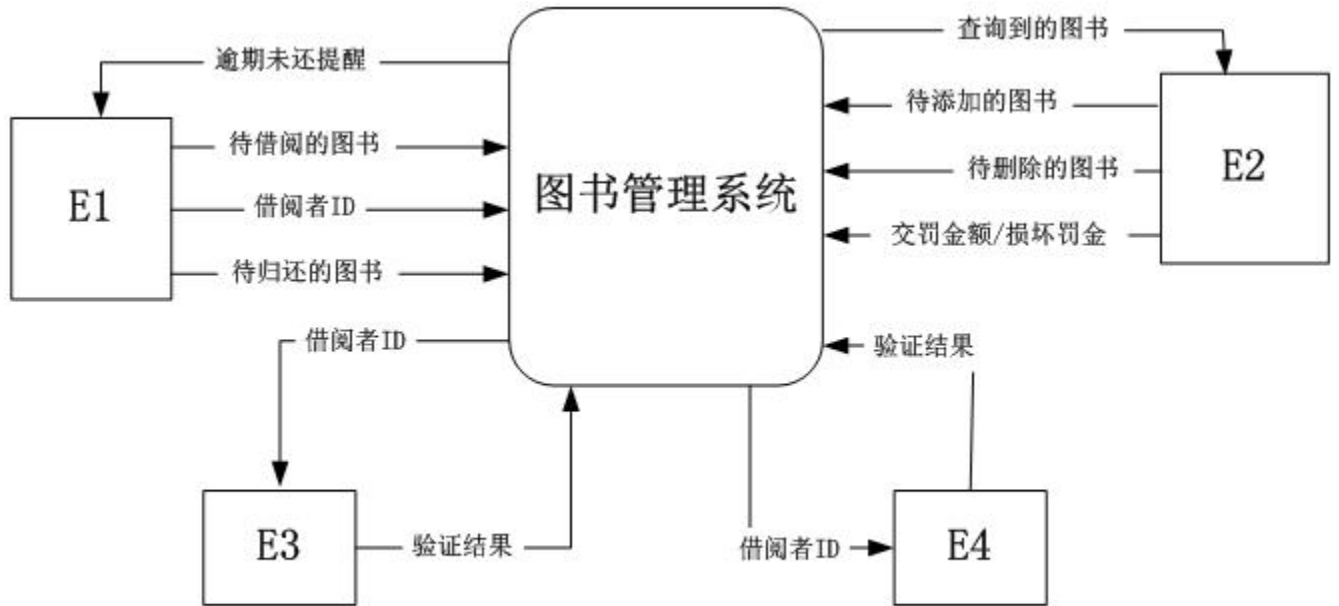 查询到的图书
逾期未还提醒
待添加的图书
待借阅的图书
E1
E2
待删除的图书
图书管理系统
借阅者ID
交罚金额/损坏罚金
待归还的图书
借阅者ID
验证结果
E3
验证结果
借阅者ID
E4